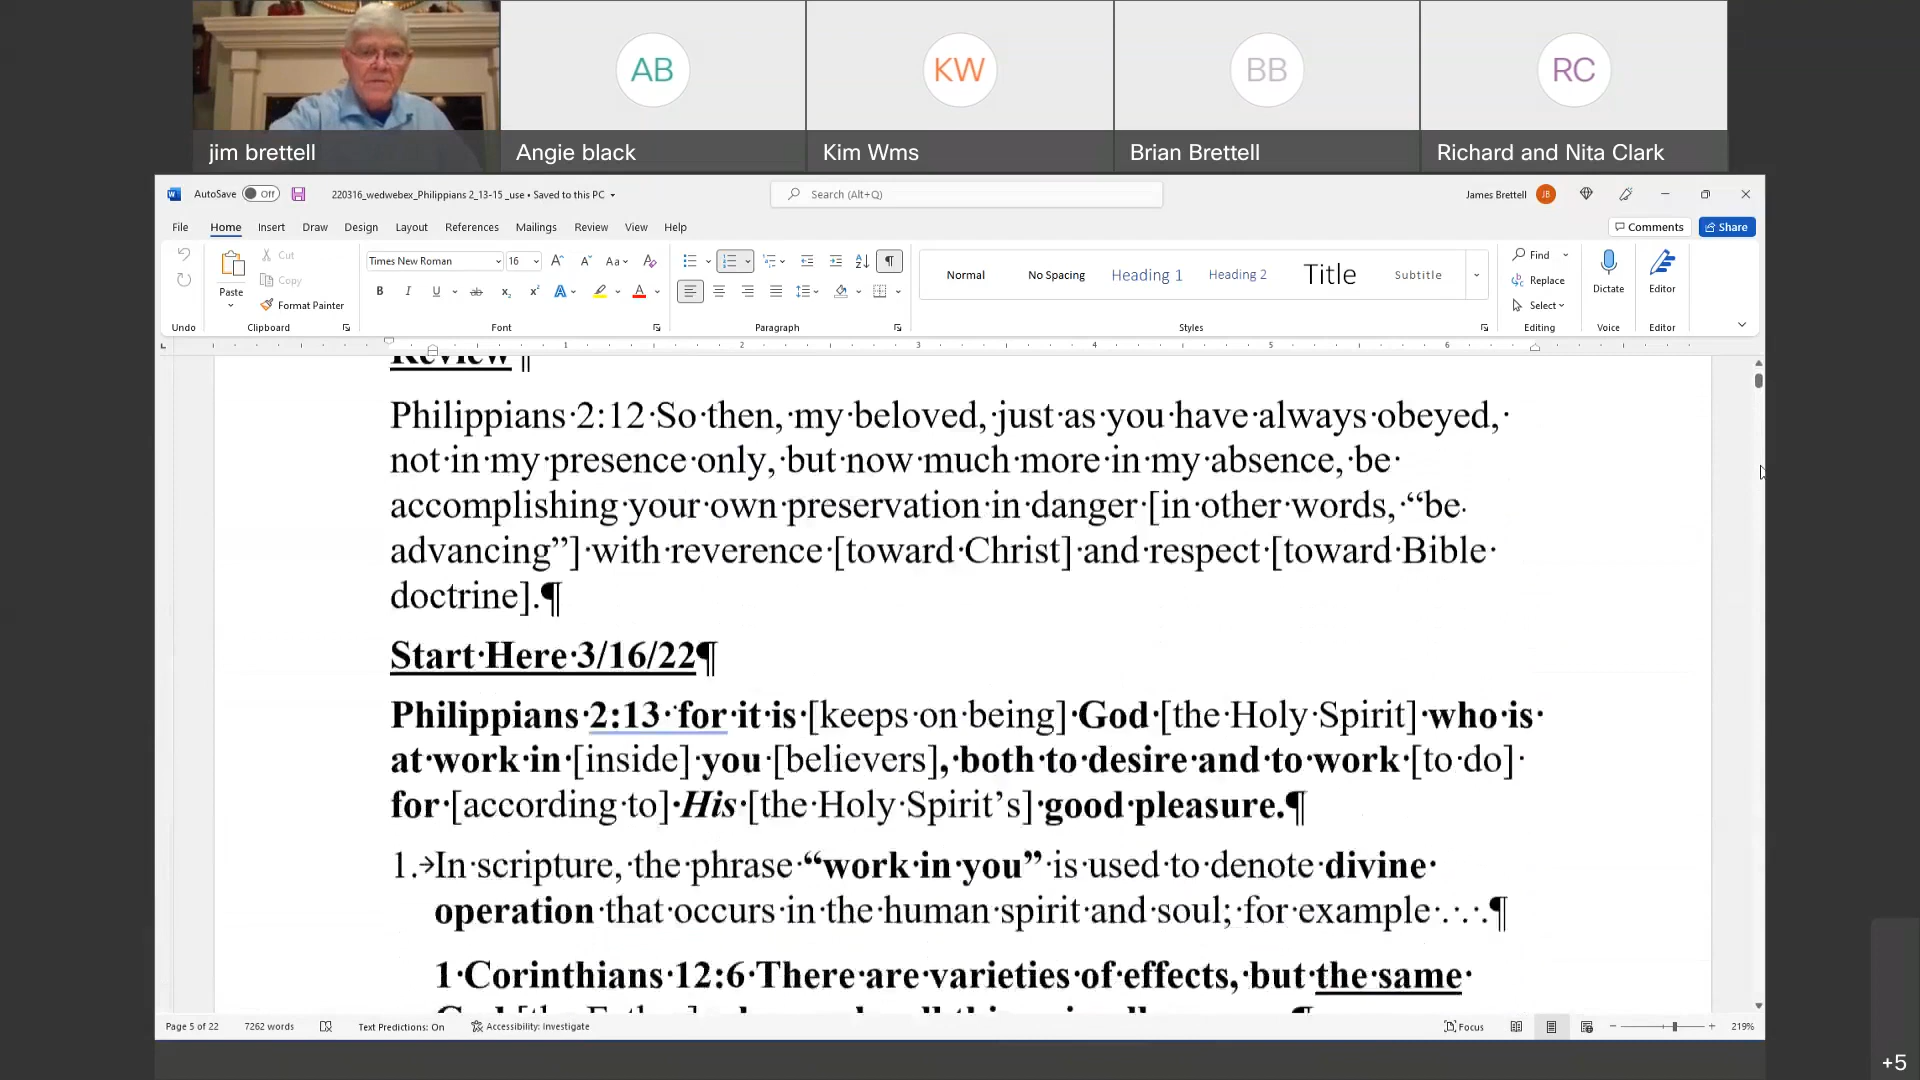 AB
KW
BB
RC
jim brettell
Angie black
Kim Wms
Brian Brettell
Richard and Nita Clark
AutoSave Off
220316_wedwebex_Philippians 2_13-15 _use • Saved to this PC
Search (Alt+Q)
James Brettell JB
File Home Insert Draw Design Layout References Mailings Review View Help
Comments Share
Paste
Cut
Copy
Format Painter
Times New Roman 16
Normal No Spacing Heading 1 Heading 2 Title Subtitle
Find
Replace
Select
Dictate
Editor
Undo Clipboard Font Paragraph Styles Editing Voice Editor
1 2 3 4 5 6
Review ¶
Philippians·2:12·So·then,·my·beloved,·just·as·you·have·always·obeyed,·
not·in·my·presence·only,·but·now·much·more·in·my·absence,·be·
accomplishing·your·own·preservation·in·danger·[in·other·words,·“be·
advancing”]·with·reverence·[toward·Christ]·and·respect·[toward·Bible·
doctrine].¶
Start·Here·3/16/22¶
Philippians·2:13··for·it·is·[keeps·on·being]·God·[the·Holy·Spirit]·who·is·
at·work·in·[inside]·you·[believers],·both·to·desire·and·to·work·[to·do]·
for·[according·to]·His·[the·Holy·Spirit’s]·good·pleasure.¶
1.→In·scripture,·the·phrase·“work·in·you”·is·used·to·denote·divine·
operation·that·occurs·in·the·human·spirit·and·soul;·for·example·.·.·.¶
1·Corinthians·12:6·There·are·varieties·of·effects,·but·the·same·
Page 5 of 22 7262 words Text Predictions: On Accessibility: Investigate Focus 219%
+5